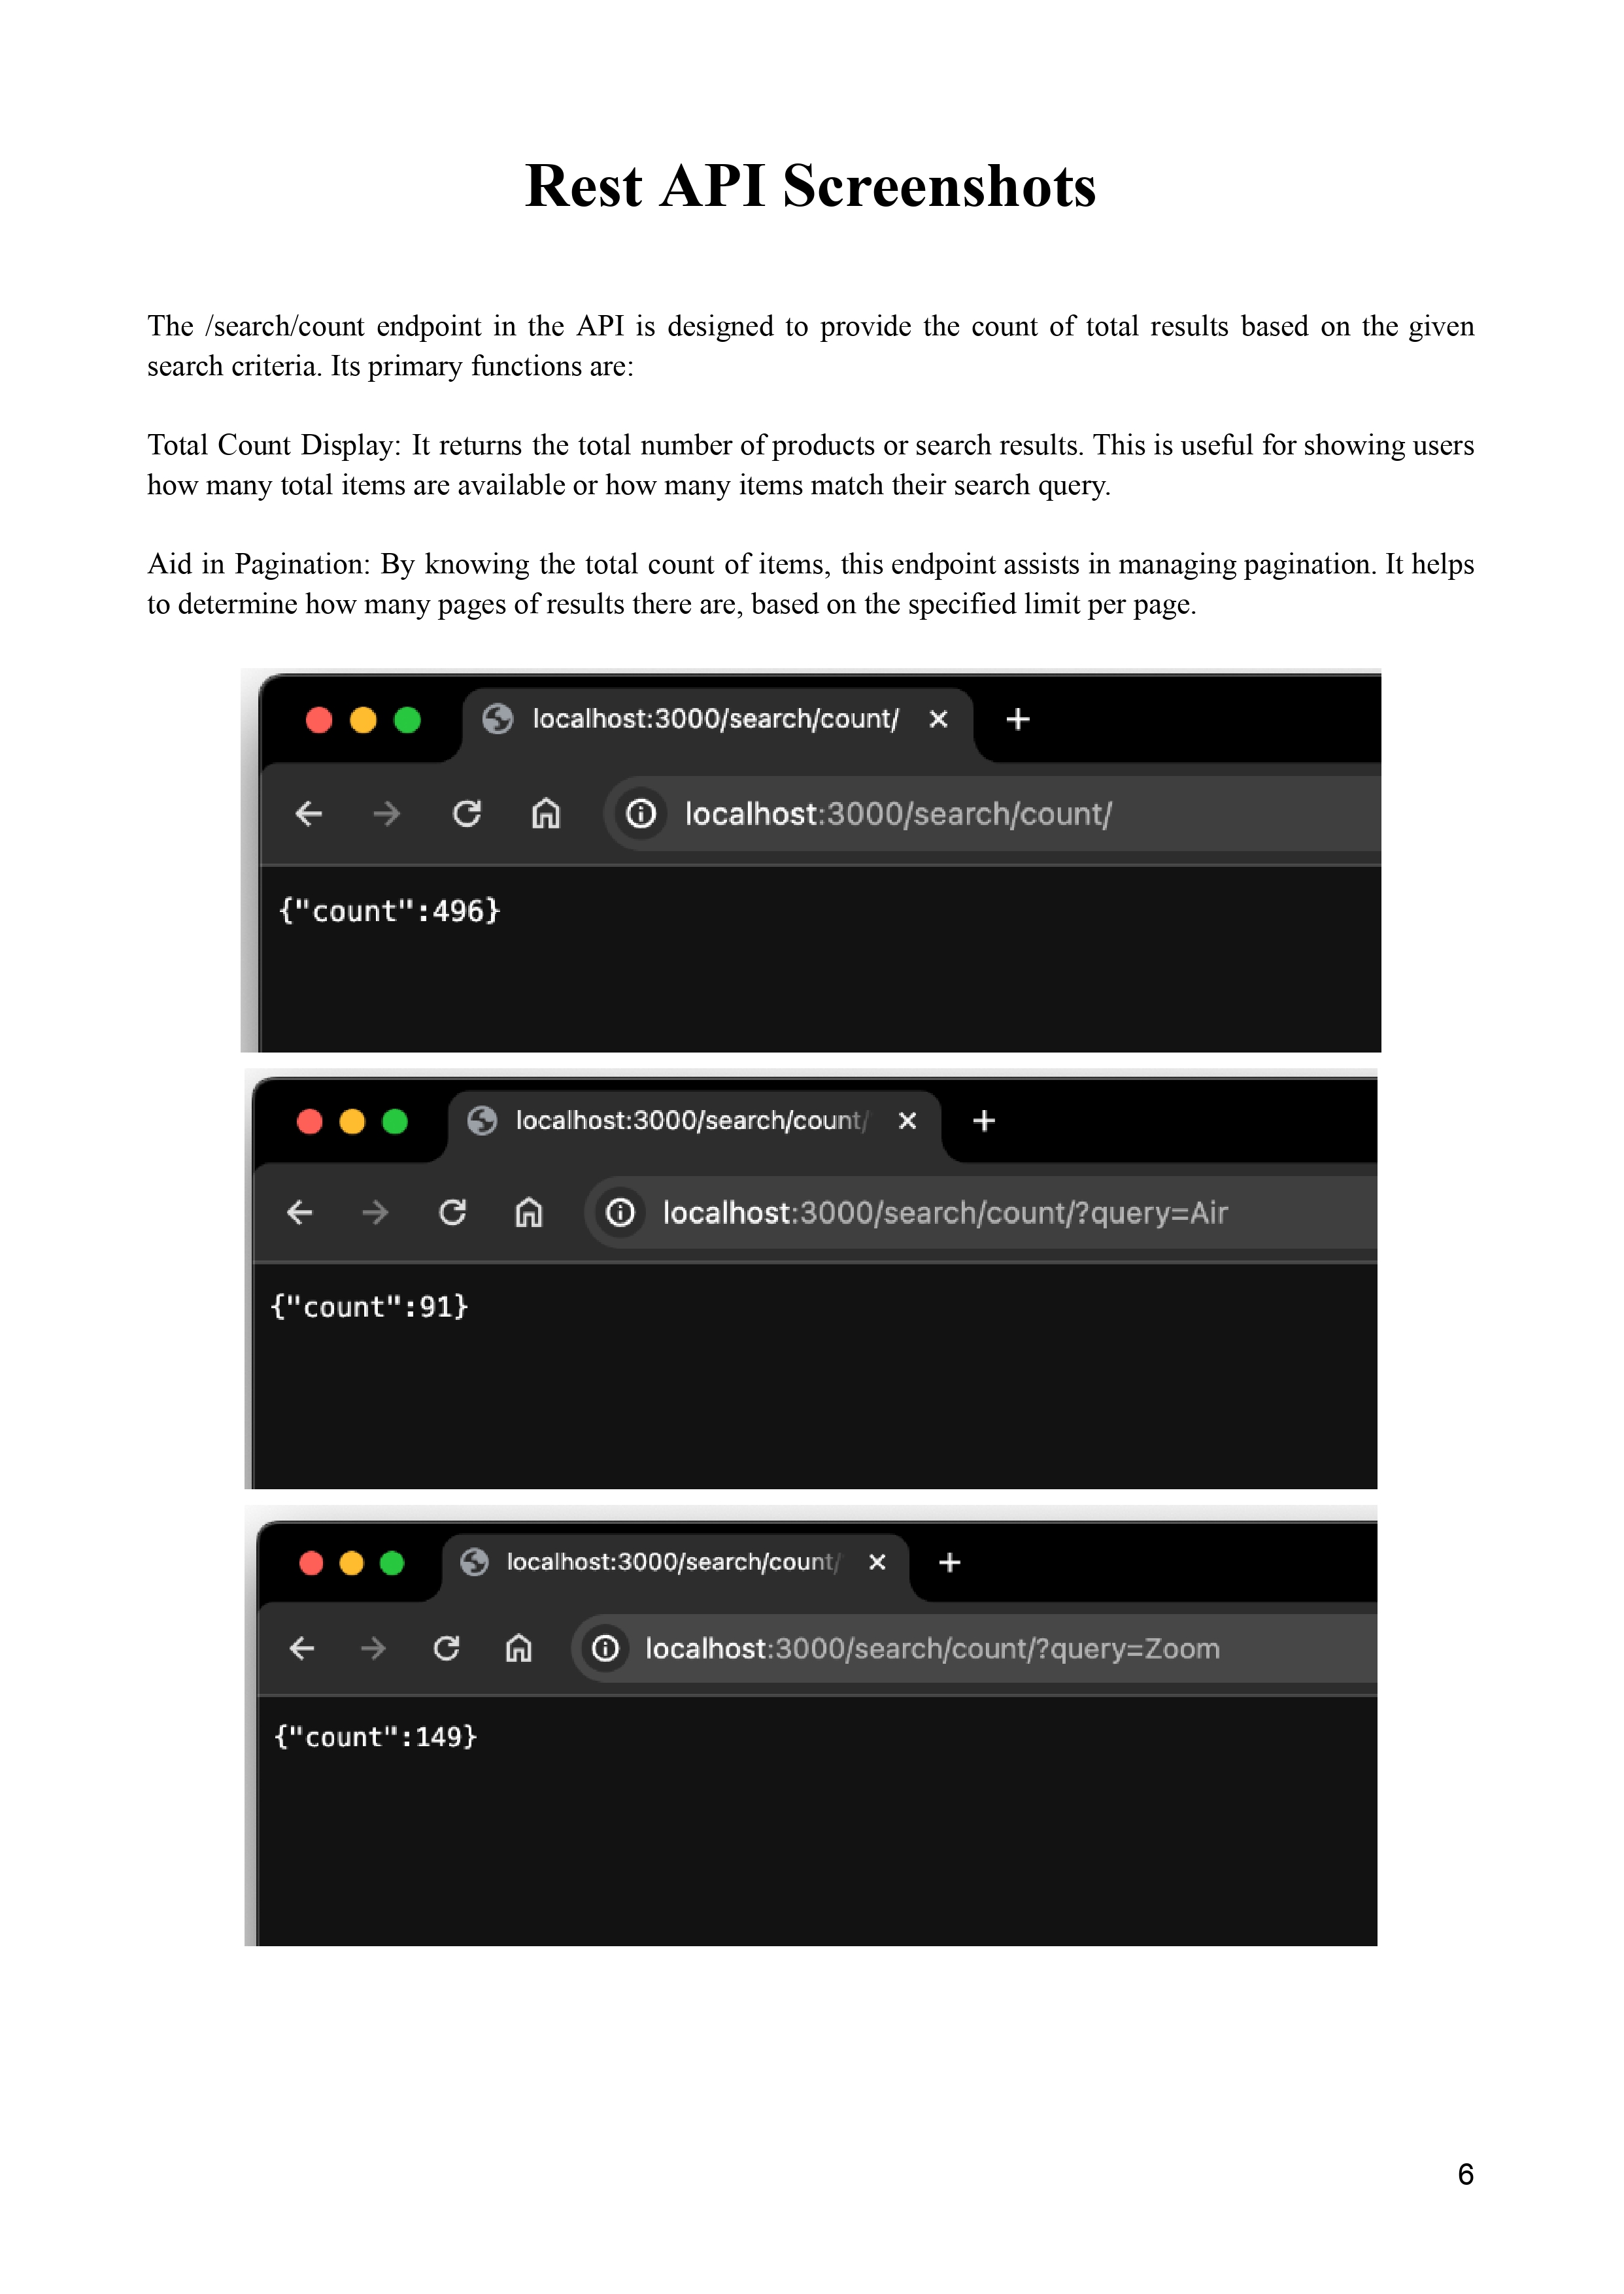 Rest API Screenshots
The /search/count endpoint in the API is designed to provide the count of total results based on the given
search criteria. Its primary functions are:
Total Count Display: It returns the total number of products or search results. This is useful for showing users
how many total items are available or how many items match their search query.
Aid in Pagination: By knowing the total count of items, this endpoint assists in managing pagination. It helps
to determine how many pages of results there are, based on the specified limit per page.
localhost:3000/search/count/
localhost:3000/search/count/
{"count":496}
localhost:3000/search/count/
localhost:3000/search/count/?query=Air
{"count":91}
localhost:3000/search/count/
localhost:3000/search/count/?query=Zoom
{"count":149}
6